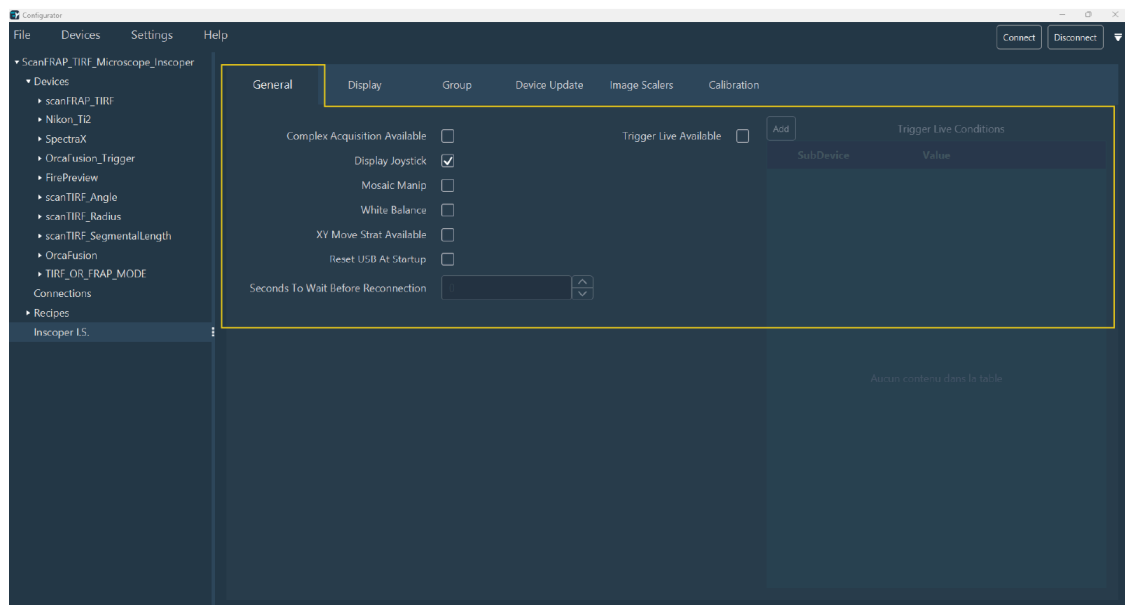 Configurator
File Devices Settings Help Connect Disconnect
ScanFRAP_TIRF_Microscope_Inscoper
Devices
scanFRAP_TIRF
Nikon_Ti2
SpectraX
OrcaFusion_Trigger
FirePreview
scanTIRF_Angle
scanTIRF_Radius
scanTIRF_SegmentalLength
OrcaFusion
TIRF_OR_FRAP_MODE
Connections
Recipes
Inscoper I.S.
General Display Group Device Update Image Scalers Calibration
Complex Acquisition Available
Display Joystick
Mosaic Manip
White Balance
XY Move Strat Available
Reset USB At Startup
Seconds To Wait Before Reconnection 0
Trigger Live Available
Add Trigger Live Conditions
SubDevice Value
Aucun contenu dans la table